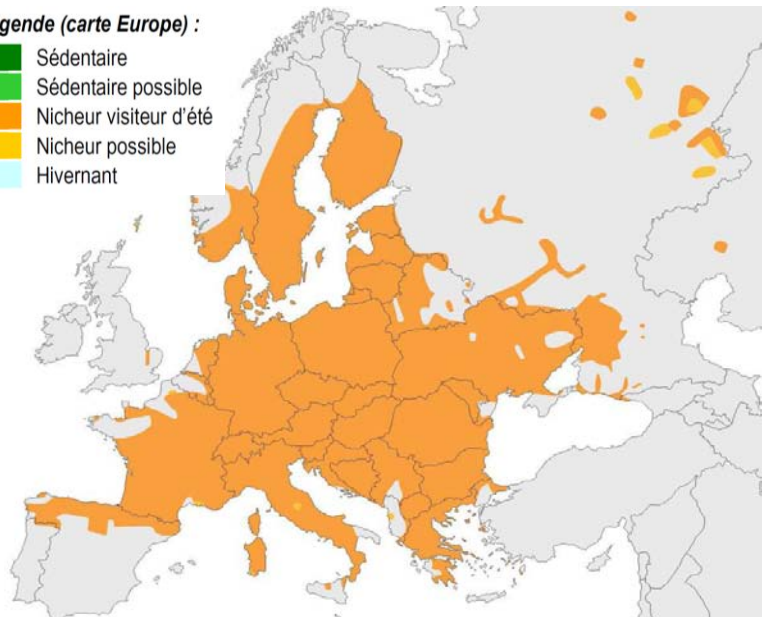 gende (carte Europe) :
Sédentaire
Sédentaire possible
Nicheur visiteur d'été
Nicheur possible
Hivernant